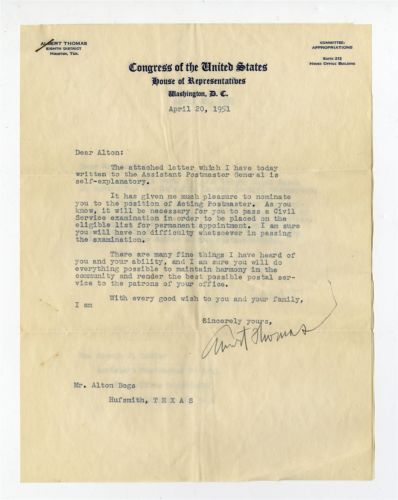 ALBERT THOMAS
EIGHTH DISTRICT
HOUSTON, TEX.
COMMITTEE:
APPROPRIATIONS
SUITE 232
HOUSE OFFICE BUILDING
Congress of the United States
House of Representatives
Washington, D. C.
April 20, 1951
Dear Alton:
The attached letter which I have today
written to the Assistant Postmaster General is
self-explanatory.
It has given me much pleasure to nominate
you to the position of Acting Postmaster. As you
know, it will be necessary for you to pass a Civil
Service examination in order to be placed on the
eligible list for permanent appointment. I am sure
you will have no difficulty whatsoever in passing
the examination.
There are many fine things I have heard of
you and your ability, and I am sure you will do
everything possible to maintain harmony in the
community and render the best possible postal ser-
vice to the patrons of your office.
With every good wish to you and your family,
I am
Sincerely yours,
Albert Thomas
Mr. Alton Bogs
Hufsmith, T E X A S